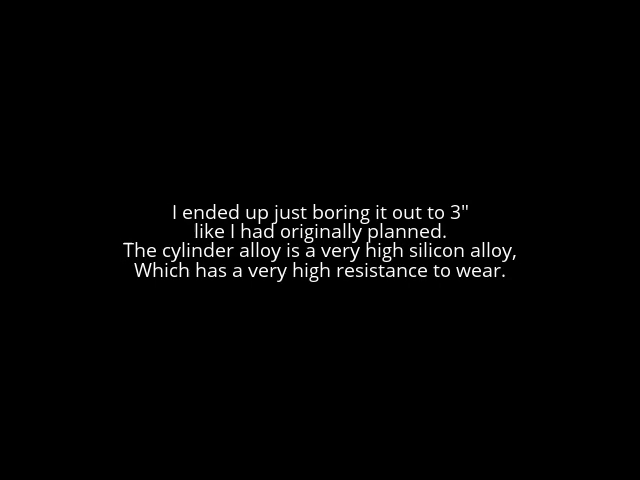 I ended up just boring it out to 3"
like I had originally planned.
The cylinder alloy is a very high silicon alloy,
Which has a very high resistance to wear.